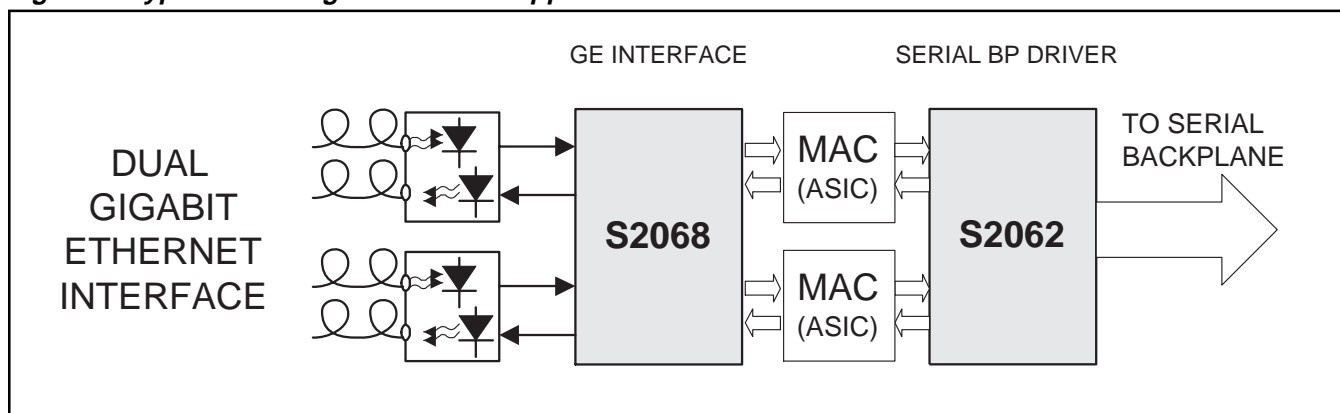 GE INTERFACE
SERIAL BP DRIVER
DUAL
GIGABIT
ETHERNET
INTERFACE
S2068
MAC
(ASIC)
MAC
(ASIC)
S2062
TO SERIAL
BACKPLANE